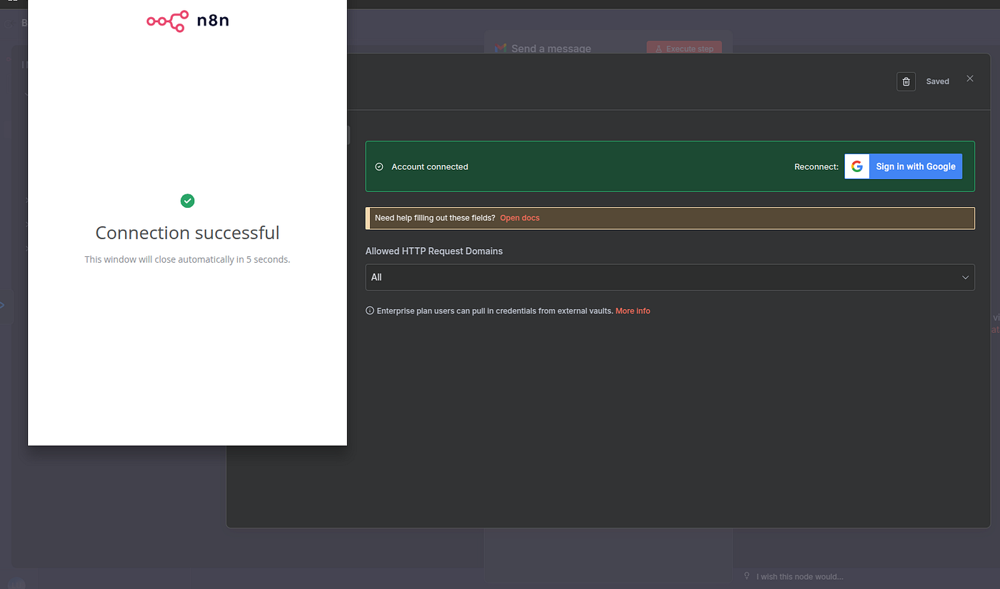 n8n
Connection successful
This window will close automatically in 5 seconds.
Send a message
Execute step
Saved
Account connected
Reconnect:
Sign in with Google
Need help filling out these fields? Open docs
Allowed HTTP Request Domains
All
Enterprise plan users can pull in credentials from external vaults. More info
I wish this node would...